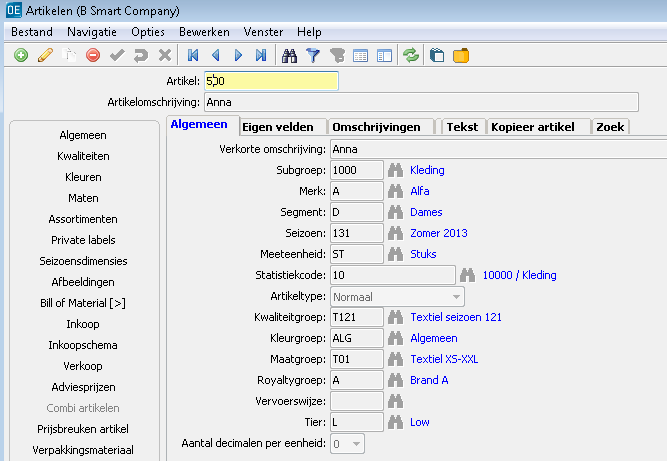 OE Artikelen (B Smart Company)
Bestand Navigatie Opties Bewerken Venster Help
Artikel: 500
Artikelomschrijving: Anna
Algemeen
Kwaliteiten
Kleuren
Maten
Assortimenten
Private labels
Seizoensdimensies
Afbeeldingen
Bill of Material [>]
Inkoop
Inkoopschema
Verkoop
Adviesprijzen
Combi artikelen
Prijsbreuken artikel
Verpakkingsmateriaal
Algemeen Eigen velden Omschrijvingen Tekst Kopieer artikel Zoek
Verkorte omschrijving: Anna
Subgroep: 1000 Kleding
Merk: A Alfa
Segment: D Dames
Seizoen: 131 Zomer 2013
Meeteenheid: ST Stuks
Statistiekcode: 10 10000 / Kleding
Artikeltype: Normaal
Kwaliteitgroep: T121 Textiel seizoen 121
Kleurgroep: ALG Algemeen
Maatgroep: T01 Textiel XS-XXL
Royaltygroep: A Brand A
Vervoerswijze:
Tier: L Low
Aantal decimalen per eenheid: 0